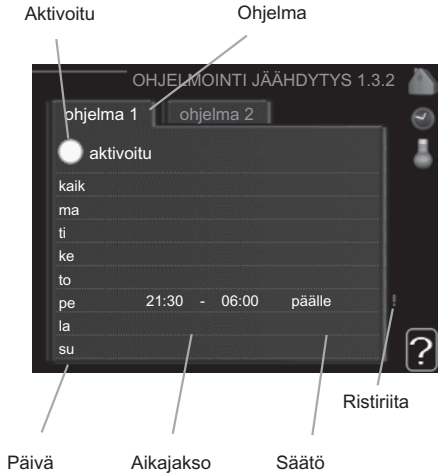 Aktivoitu
Ohjelma
OHJELMOINTI JÄÄHDYTYS 1.3.2
ohjelma 1
ohjelma 2
aktivoitu
kaik
ma
ti
ke
to
pe 21:30 - 06:00 päälle
la
su
!
?
Ristiriita
Päivä
Aikajakso
Säätö